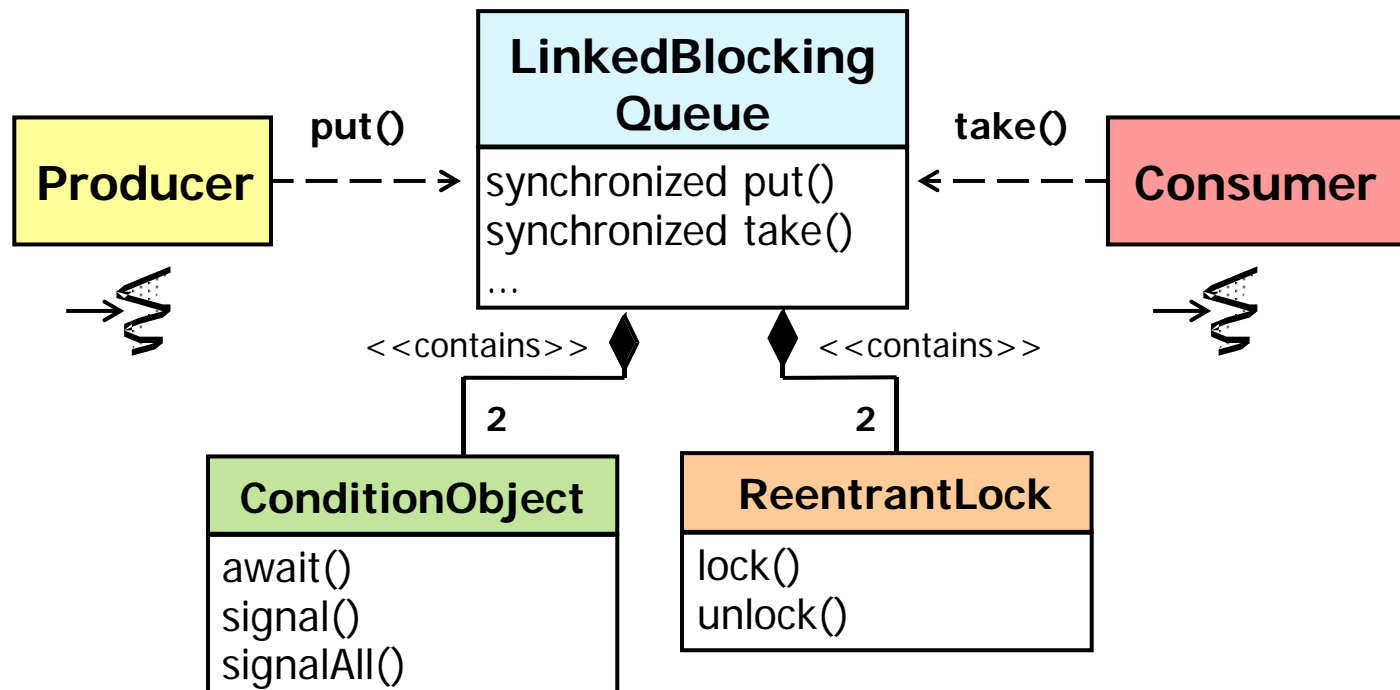 LinkedBlocking
Queue
put()
take()
Producer
Consumer
synchronized put()
synchronized take()
...
<<contains>>
<<contains>>
2
2
ConditionObject
ReentrantLock
await()
signal()
signalAll()
lock()
unlock()